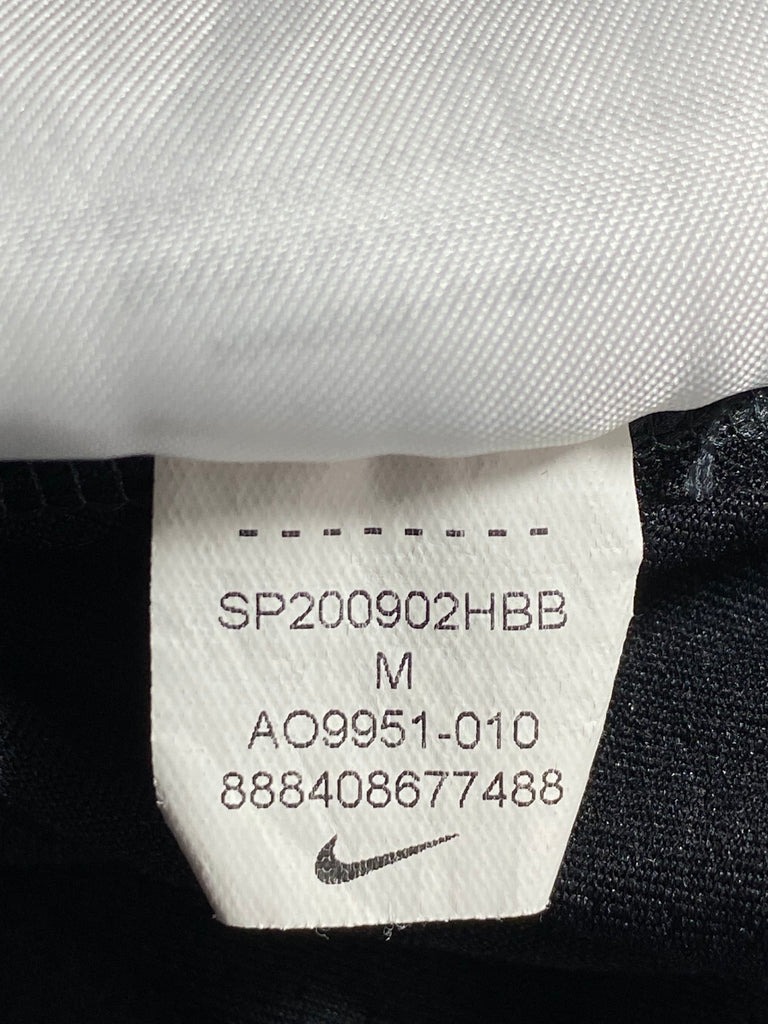 - - - - - - - -
SP200902HBB
M
AO9951-010
888408677488